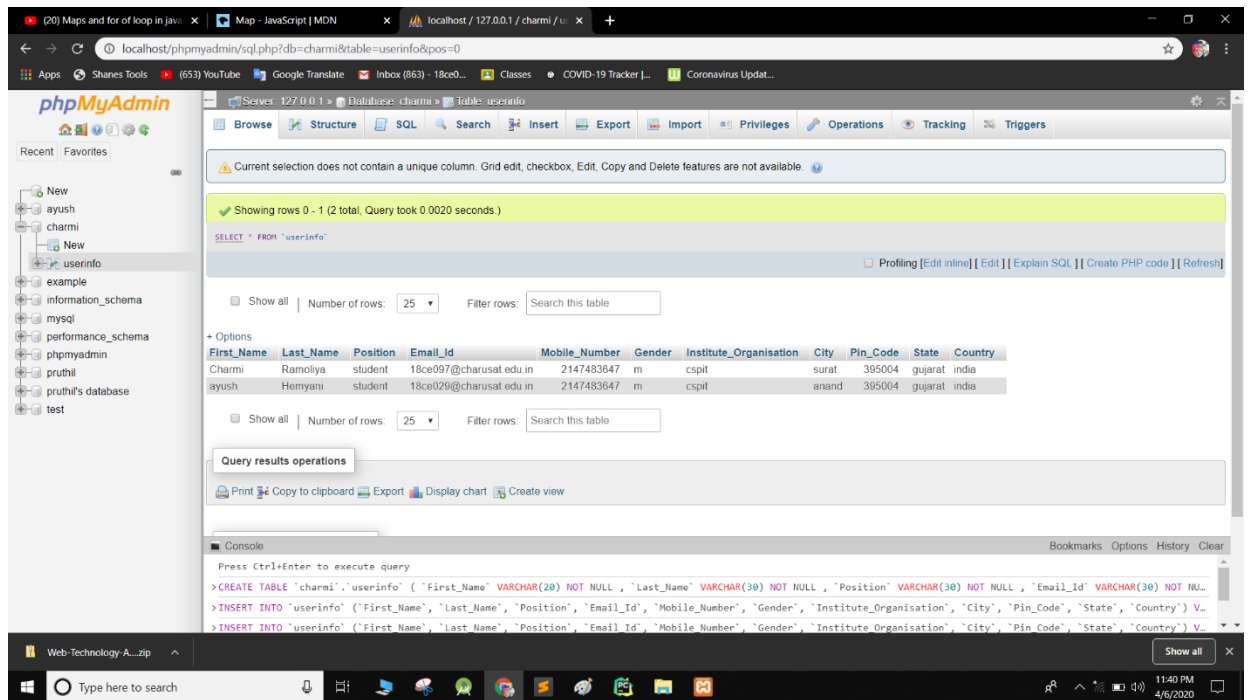 (20) Maps and for of loop in java
Map - JavaScript | MDN
localhost / 127.0.0.1 / charmi / u
localhost/phpmyadmin/sql.php?db=charmi&table=userinfo&pos=0
Apps Shanes Tools (653) YouTube Google Translate Inbox (863) - 18ce0... Classes COVID-19 Tracker |... Coronavirus Updat...
phpMyAdmin
Recent Favorites
New
ayush
charmi
New
userinfo
example
information_schema
mysql
performance_schema
phpmyadmin
pruthil
pruthil's database
test
Server: 127.0.0.1 » Database: charmi » Table: userinfo
Browse Structure SQL Search Insert Export Import Privileges Operations Tracking Triggers
Current selection does not contain a unique column. Grid edit, checkbox, Edit, Copy and Delete features are not available.
Showing rows 0 - 1 (2 total, Query took 0.0020 seconds.)
SELECT * FROM `userinfo`
Profiling [Edit inline] [ Edit ] [ Explain SQL ] [ Create PHP code ] [ Refresh]
Show all | Number of rows: 25 Filter rows: Search this table
+ Options
First_Name Last_Name Position Email_Id Mobile_Number Gender Institute_Organisation City Pin_Code State Country
Charmi Ramoliya student 18ce097@charusat.edu.in 2147483647 m cspit surat 395004 gujarat india
ayush Hemyani student 18ce029@charusat.edu.in 2147483647 m cspit anand 395004 gujarat india
Show all | Number of rows: 25 Filter rows: Search this table
Query results operations
Print Copy to clipboard Export Display chart Create view
Console
Bookmarks Options History Clear
Press Ctrl+Enter to execute query
>CREATE TABLE `charmi`.`userinfo` ( `First_Name` VARCHAR(20) NOT NULL , `Last_Name` VARCHAR(30) NOT NULL , `Position` VARCHAR(30) NOT NULL , `Email_Id` VARCHAR(30) NOT NU…
>INSERT INTO `userinfo` (`First_Name`, `Last_Name`, `Position`, `Email_Id`, `Mobile_Number`, `Gender`, `Institute_Organisation`, `City`, `Pin_Code`, `State`, `Country`) V…
>INSERT INTO `userinfo` (`First_Name`, `Last_Name`, `Position`, `Email_Id`, `Mobile_Number`, `Gender`, `Institute_Organisation`, `City`, `Pin_Code`, `State`, `Country`) V…
Web-Technology-A....zip
Show all
Type here to search
11:40 PM
4/6/2020